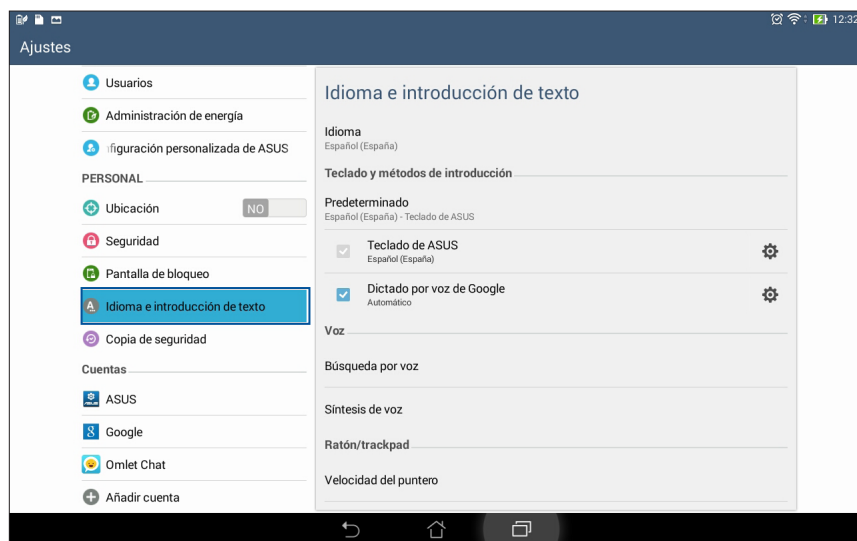 12:32
Ajustes
Usuarios
Administración de energía
figuración personalizada de ASUS
PERSONAL
Ubicación NO
Seguridad
Pantalla de bloqueo
Idioma e introducción de texto
Copia de seguridad
Cuentas
ASUS
Google
Omlet Chat
Añadir cuenta
Idioma e introducción de texto
Idioma
Español (España)
Teclado y métodos de introducción
Predeterminado
Español (España) - Teclado de ASUS
Teclado de ASUS
Español (España)
Dictado por voz de Google
Automático
Voz
Búsqueda por voz
Síntesis de voz
Ratón/trackpad
Velocidad del puntero